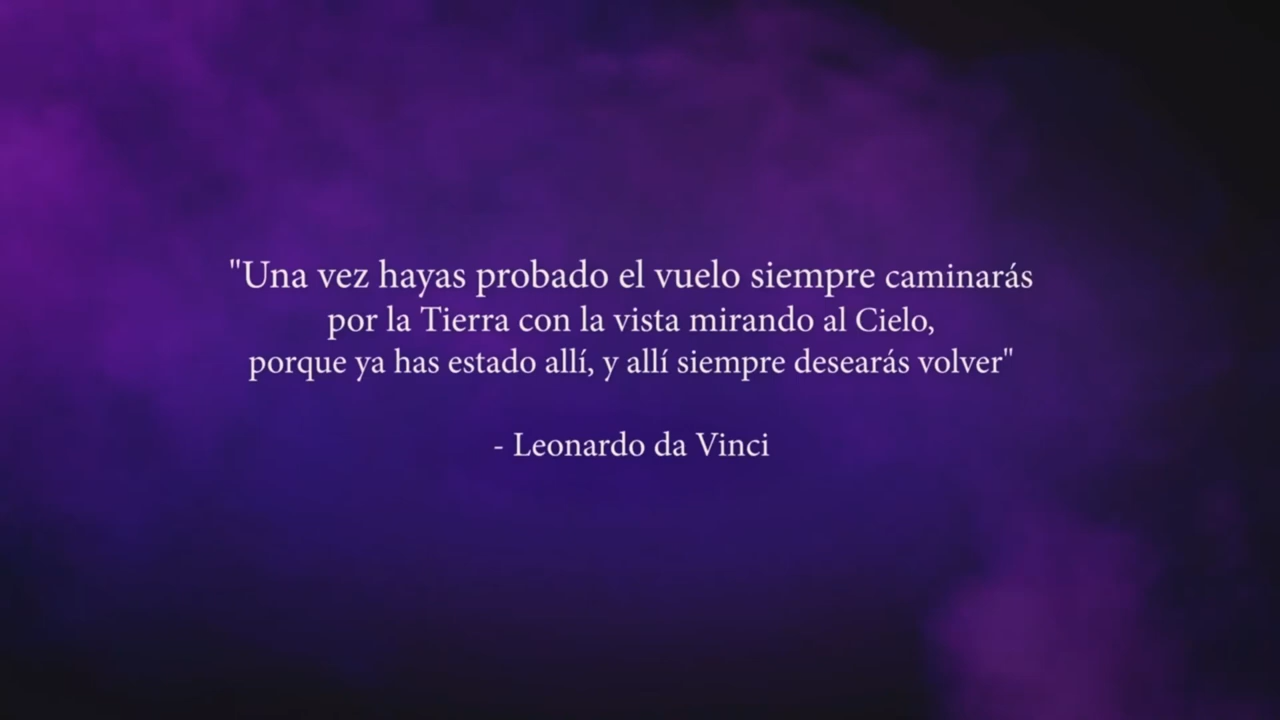 "Una vez hayas probado el vuelo siempre caminarás
por la Tierra con la vista mirando al Cielo,
porque ya has estado allí, y allí siempre desearás volver"
- Leonardo da Vinci